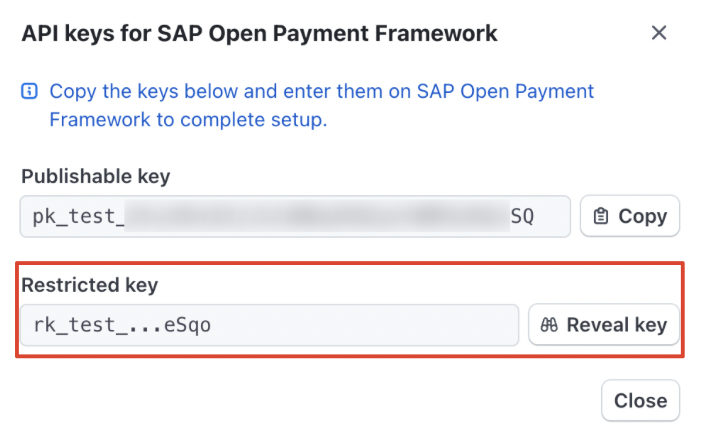 API keys for SAP Open Payment Framework
Copy the keys below and enter them on SAP Open Payment
Framework to complete setup.
Publishable key
pk_test_ SQ
Copy
Restricted key
rk_test_...eSqo
Reveal key
Close